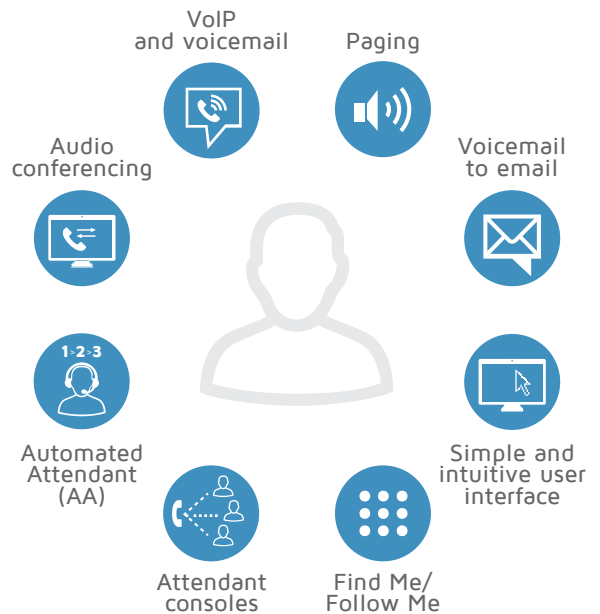 VoIP
and voicemail
Paging
Audio
conferencing
Voicemail
to email
1>2>3
Automated
Attendant
(AA)
Simple and
intuitive user
interface
Attendant
consoles
Find Me/
Follow Me